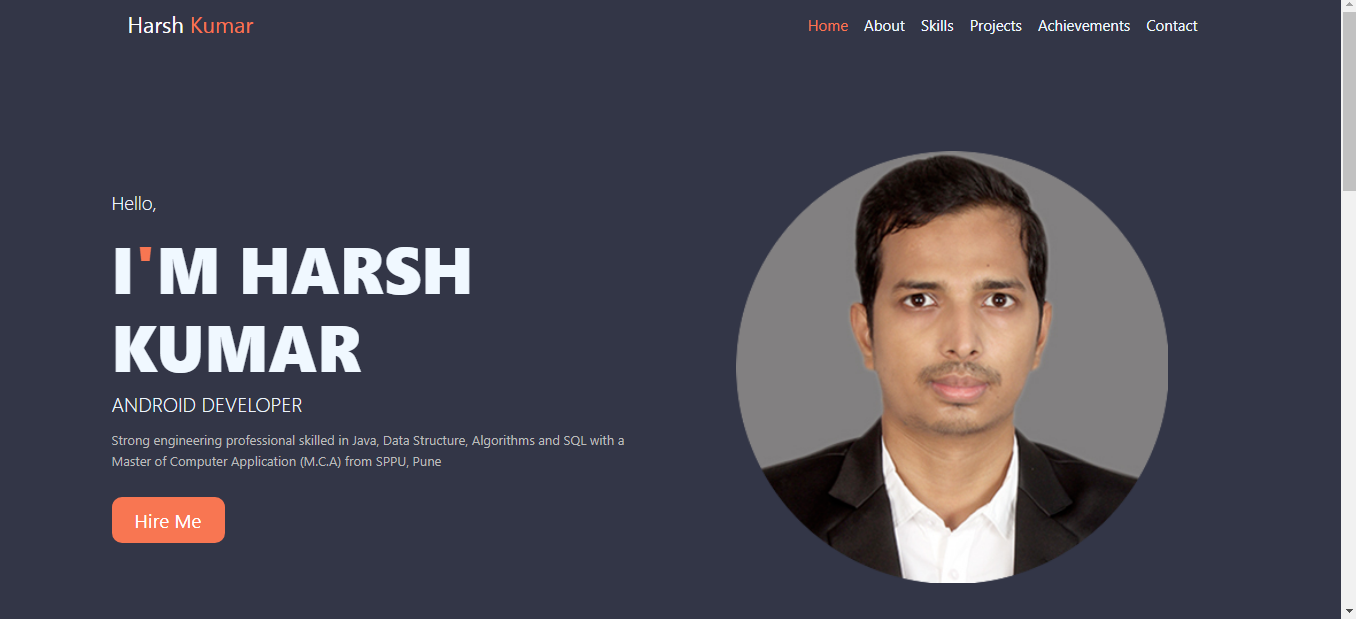 Harsh Kumar
Home About Skills Projects Achievements Contact
Hello,
I'M HARSH
KUMAR
ANDROID DEVELOPER
Strong engineering professional skilled in Java, Data Structure, Algorithms and SQL with a
Master of Computer Application (M.C.A) from SPPU, Pune
Hire Me